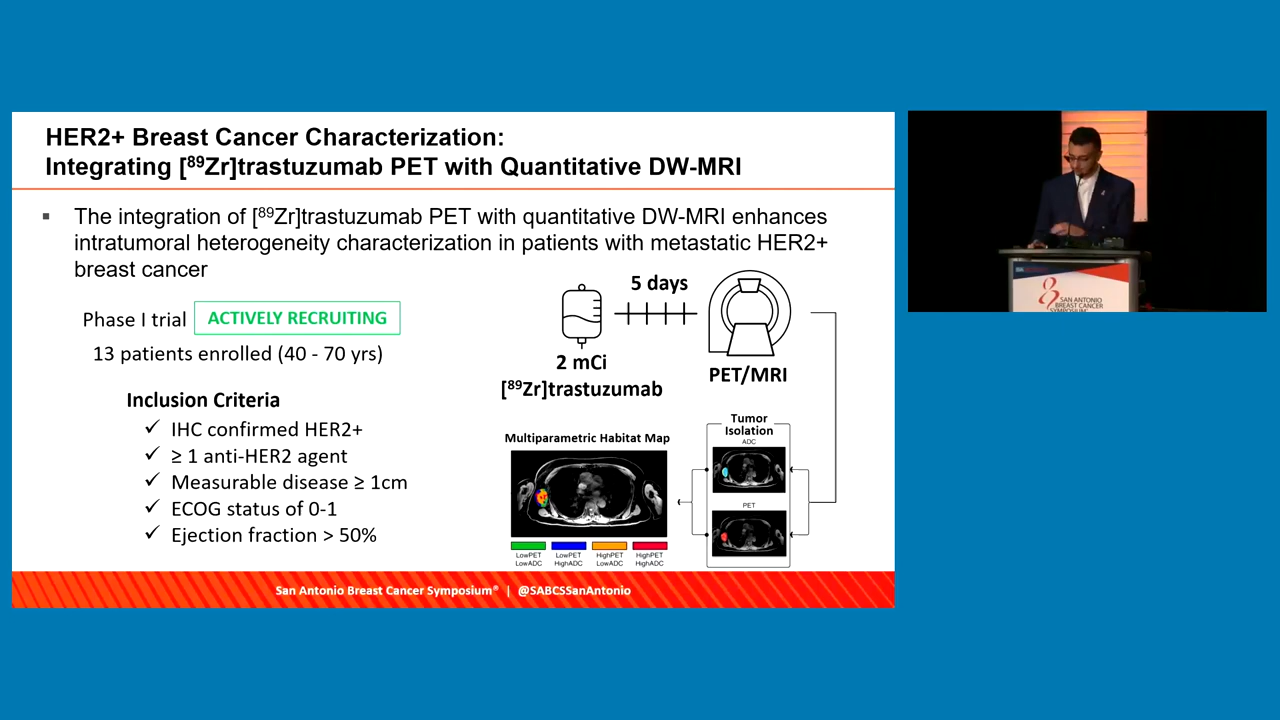 HER2+ Breast Cancer Characterization:
Integrating [⁸⁹Zr]trastuzumab PET with Quantitative DW-MRI
▪ The integration of [⁸⁹Zr]trastuzumab PET with quantitative DW-MRI enhances
intratumoral heterogeneity characterization in patients with metastatic HER2+
breast cancer
Phase I trial ACTIVELY RECRUITING
13 patients enrolled (40 - 70 yrs)
Inclusion Criteria
✓ IHC confirmed HER2+
✓ ≥ 1 anti-HER2 agent
✓ Measurable disease ≥ 1cm
✓ ECOG status of 0-1
✓ Ejection fraction > 50%
5 days
2 mCi
[⁸⁹Zr]trastuzumab
PET/MRI
Tumor
Isolation
ADC
PET
Multiparametric Habitat Map
LowPET
LowADC
LowPET
HighADC
HighPET
LowADC
HighPET
HighADC
San Antonio Breast Cancer Symposium® | @SABCSSanAntonio
SAN ANTONIO
BREAST CANCER
SYMPOSIUM®